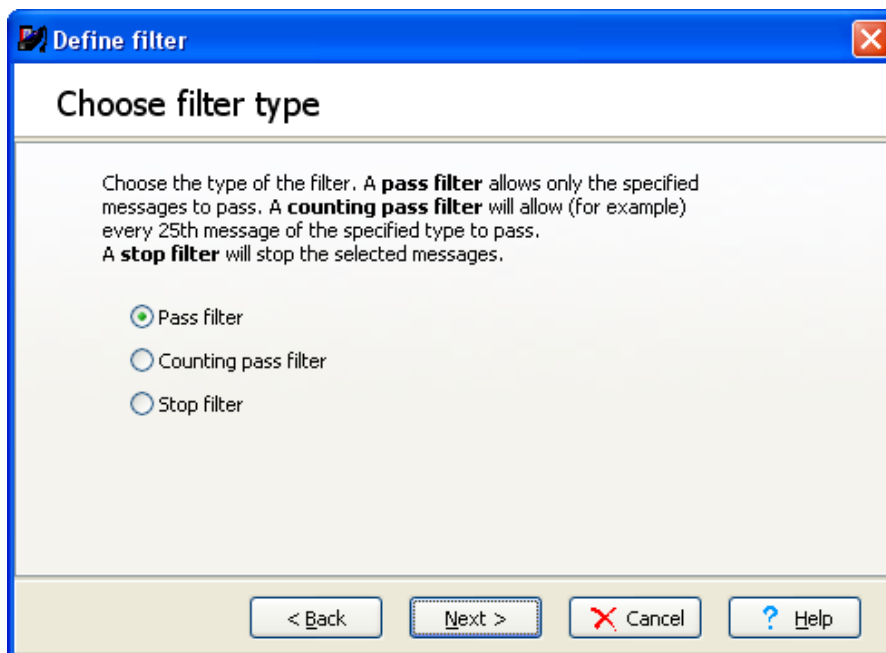 Define filter
Choose filter type
Choose the type of the filter. A pass filter allows only the specified
messages to pass. A counting pass filter will allow (for example)
every 25th message of the specified type to pass.
A stop filter will stop the selected messages.
Pass filter
Counting pass filter
Stop filter
< Back Next > Cancel ? Help